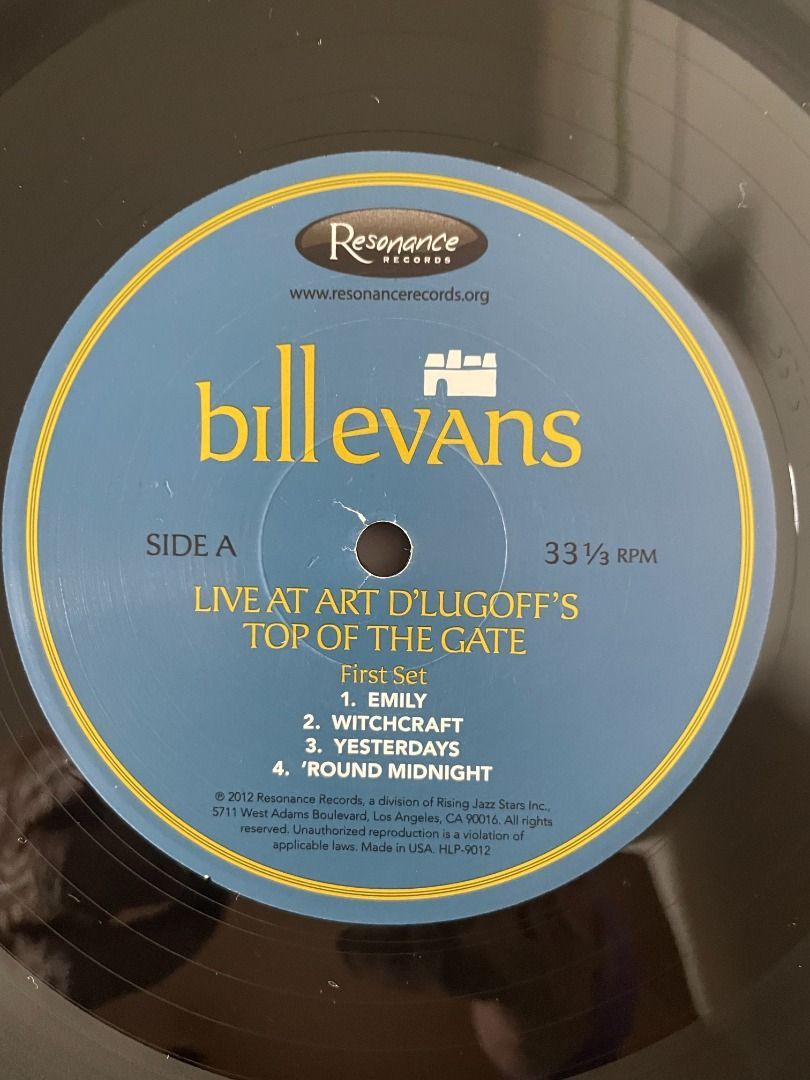 Resonance
RECORDS
www.resonancerecords.org
bill evans
SIDE A
33 1/3 RPM
LIVE AT ART D'LUGOFF'S
TOP OF THE GATE
First Set
1. EMILY
2. WITCHCRAFT
3. YESTERDAYS
4. 'ROUND MIDNIGHT
℗ 2012 Resonance Records, a division of Rising Jazz Stars Inc.,
5711 West Adams Boulevard, Los Angeles, CA 90016. All rights
reserved. Unauthorized reproduction is a violation of
applicable laws. Made in USA. HLP-9012